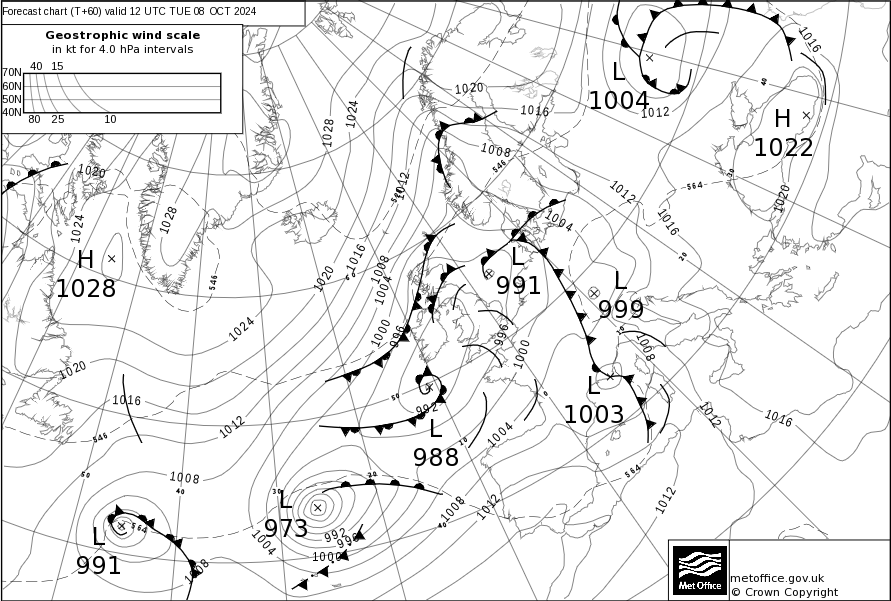 Forecast chart (T+60) valid 12 UTC TUE 08 OCT 2024
Geostrophic wind scale
in kt for 4.0 hPa intervals
40 15
70N
60N
50N
40N
80 25 10
L
1004
H
1022
H
1028
L
991
L
999
L
1003
L
988
L
973
L
991
1016
1012
1020
1016
1008
546
1028
1024
1012
1020
1024
1028
546
564
1012
1016
1020
1004
1016
1008
1004
1020
1000
996
996
1000
1008
1024
1020
1016
1012
546
992
1004
1012
1016
564
1008
1012
1012
1008
564
1004
992
996
1000
1008
Met Office
metoffice.gov.uk
© Crown Copyright